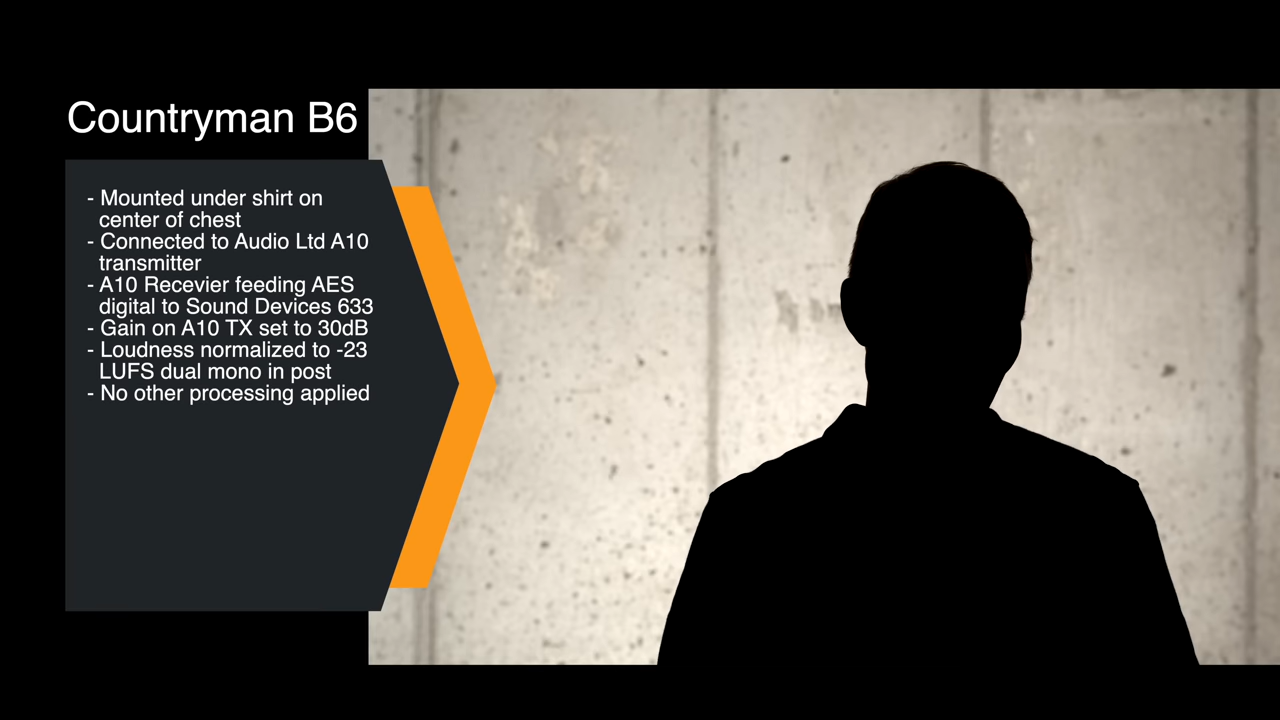 Countryman B6
- Mounted under shirt on
center of chest
- Connected to Audio Ltd A10
transmitter
- A10 Recevier feeding AES
digital to Sound Devices 633
- Gain on A10 TX set to 30dB
- Loudness normalized to -23
LUFS dual mono in post
- No other processing applied